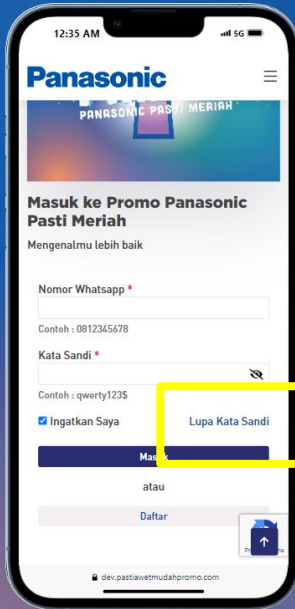 12:35 AM
5G
Panasonic
PANASONIC PASTI MERIAH
Masuk ke Promo Panasonic
Pasti Meriah
Mengenalmu lebih baik
Nomor Whatsapp *
Contoh : 0812345678
Kata Sandi *
Contoh : qwerty123$
Ingatkan Saya
Lupa Kata Sandi
atau
Daftar
dev.pastiawetmudahpromo.com